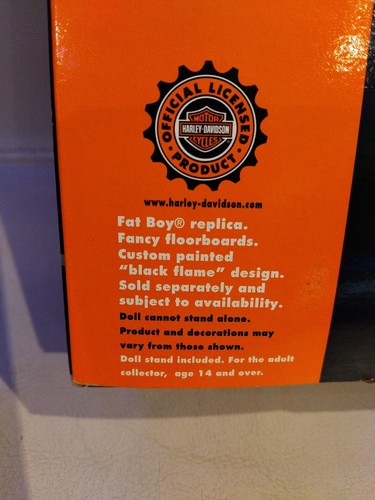 OFFICIAL LICENSED
MOTOR
HARLEY-DAVIDSON
CYCLES
• PRODUCT •
www.harley-davidson.com
Fat Boy® replica.
Fancy floorboards.
Custom painted
"black flame" design.
Sold separately and
subject to availability.
Doll cannot stand alone.
Product and decorations may
vary from those shown.
Doll stand included. For the adult
collector, age 14 and over.